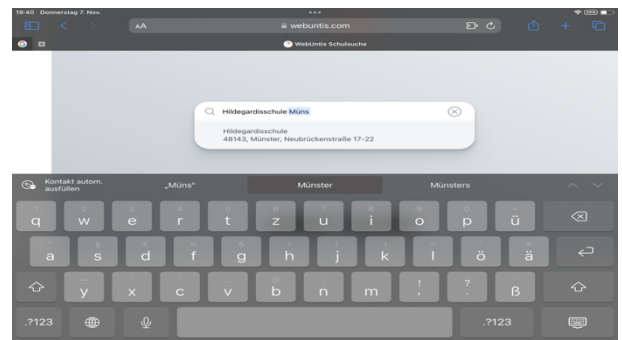 19:40 Donnerstag 7. Nov.
AA
webuntis.com
WebUntis Schulsuche
Hildegardisschule Müns
Hildegardisschule
48143, Münster, Neubrückenstraße 17-22
Kontakt autom.
ausfüllen
„Müns“
Münster
Münsters
q w e r t z u i o p ü
a s d f g h j k l ö ä
y x c v b n m ! , ? . ß
.?123
.?123